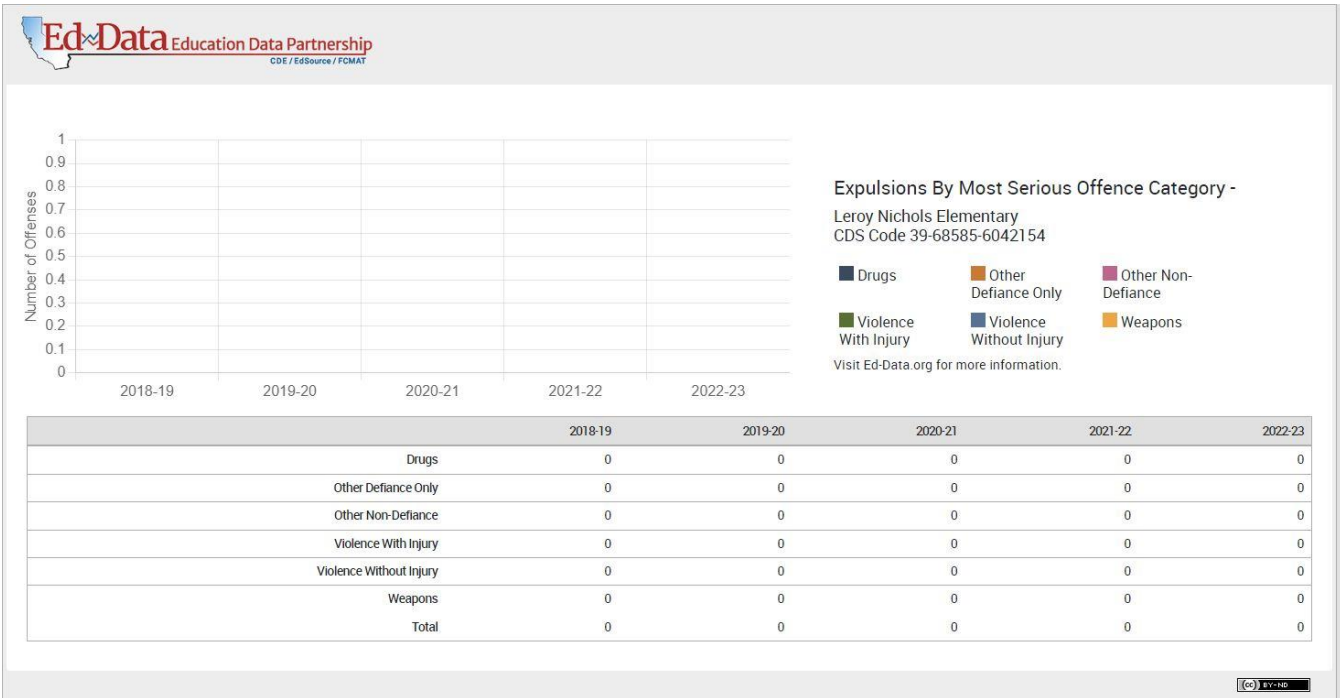 Ed Data Education Data Partnership
CDE / EdSource / FCMAT
Number of Offenses
1
0.9
0.8
0.7
0.6
0.5
0.4
0.3
0.2
0.1
0
2018-19 2019-20 2020-21 2021-22 2022-23
Expulsions By Most Serious Offence Category -
Leroy Nichols Elementary
CDS Code 39-68585-6042154
Drugs Other Other Non-
Defiance Only Defiance
Violence Violence Weapons
With Injury Without Injury
Visit Ed-Data.org for more information.
2018-19 2019-20 2020-21 2021-22 2022-23
Drugs 0 0 0 0 0
Other Defiance Only 0 0 0 0 0
Other Non-Defiance 0 0 0 0 0
Violence With Injury 0 0 0 0 0
Violence Without Injury 0 0 0 0 0
Weapons 0 0 0 0 0
Total 0 0 0 0 0
(cc) BY-ND